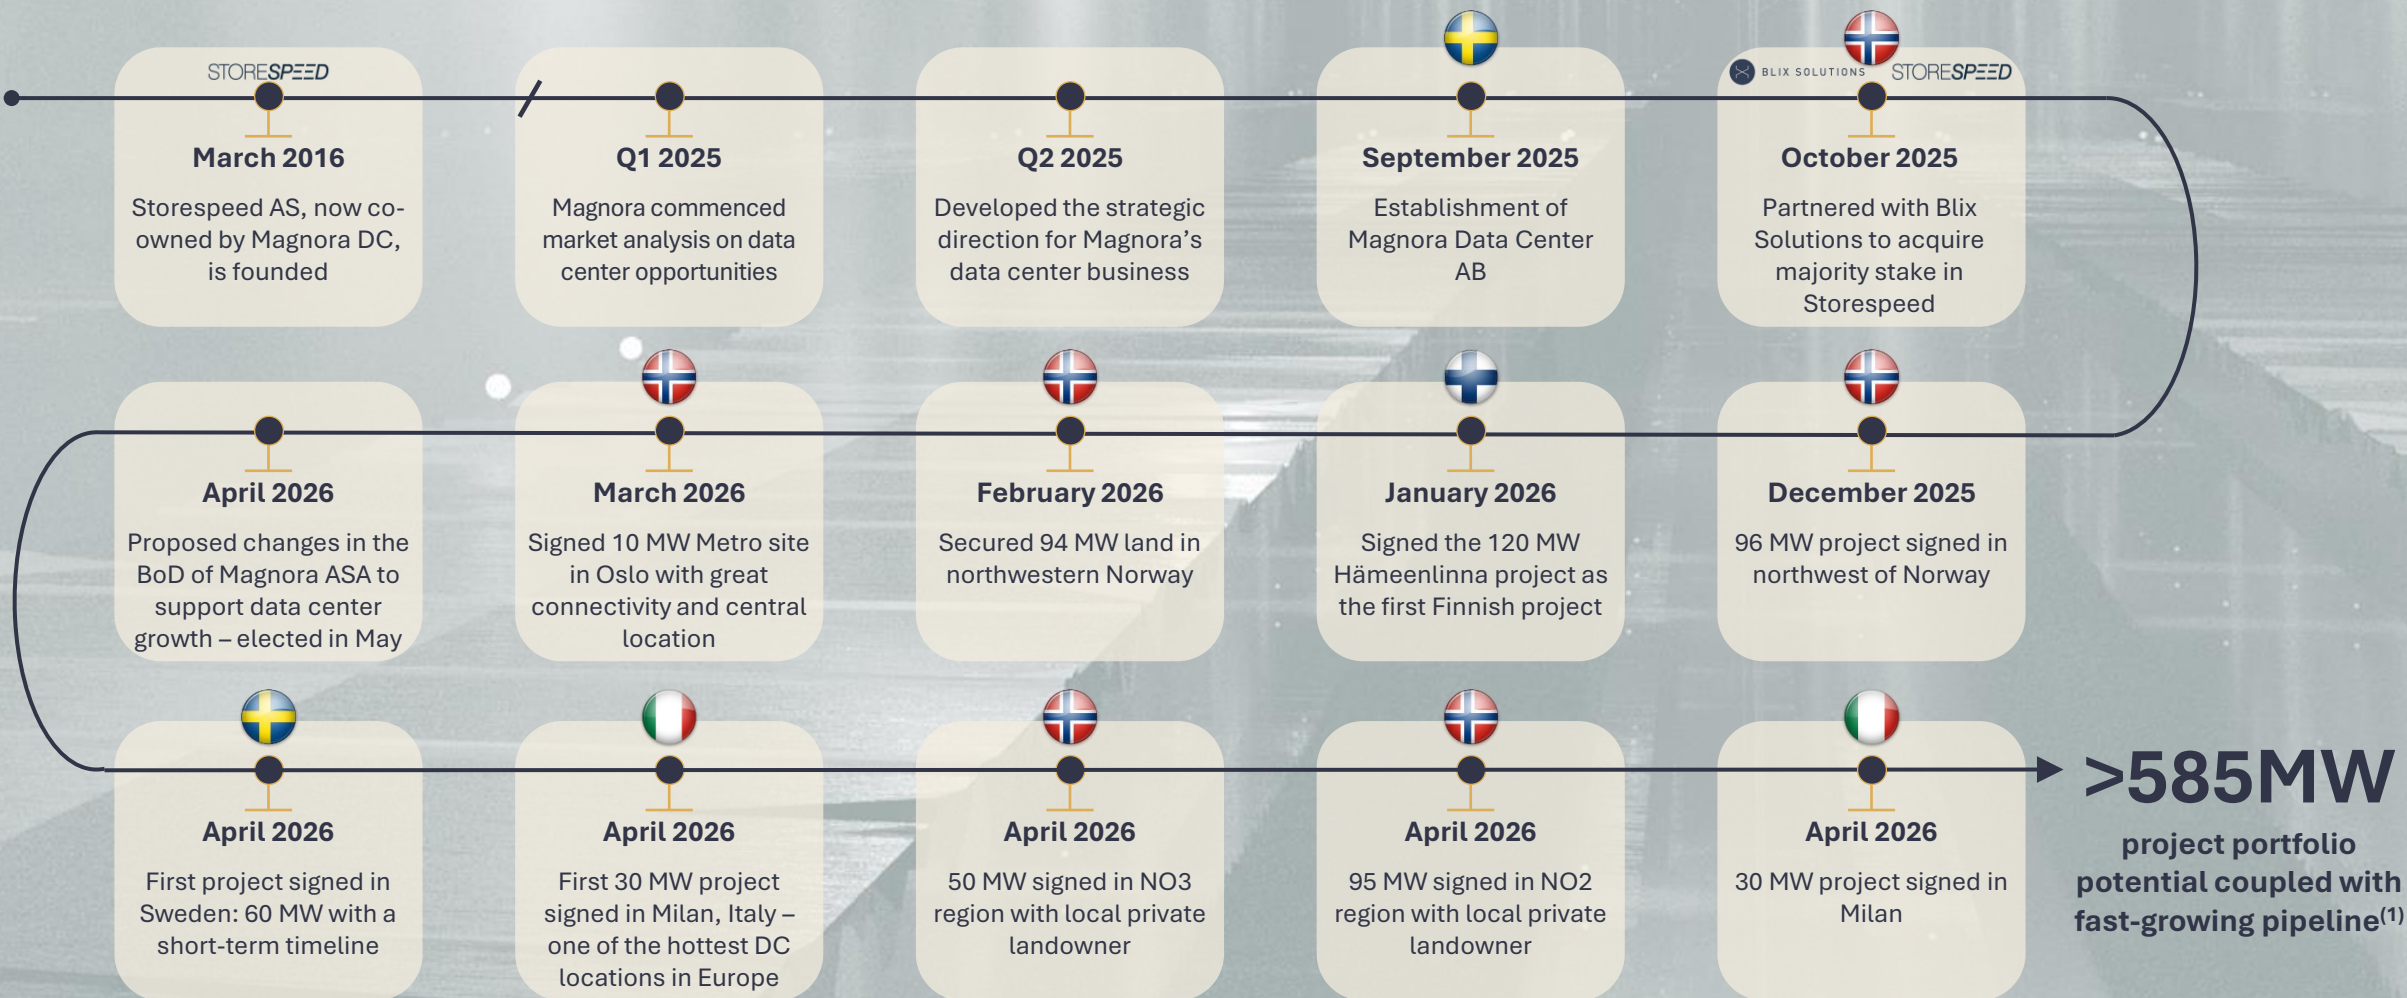 STORESPEED
March 2016
Storespeed AS, now co-
owned by Magnora DC,
is founded
Q1 2025
Magnora commenced
market analysis on data
center opportunities
Q2 2025
Developed the strategic
direction for Magnora’s
data center business
September 2025
Establishment of
Magnora Data Center
AB
BLIX SOLUTIONS STORESPEED
October 2025
Partnered with Blix
Solutions to acquire
majority stake in
Storespeed
December 2025
96 MW project signed in
northwest of Norway
January 2026
Signed the 120 MW
Hämeenlinna project as
the first Finnish project
February 2026
Secured 94 MW land in
northwestern Norway
March 2026
Signed 10 MW Metro site
in Oslo with great
connectivity and central
location
April 2026
Proposed changes in the
BoD of Magnora ASA to
support data center
growth – elected in May
April 2026
First project signed in
Sweden: 60 MW with a
short-term timeline
April 2026
First 30 MW project
signed in Milan, Italy –
one of the hottest DC
locations in Europe
April 2026
50 MW signed in NO3
region with local private
landowner
April 2026
95 MW signed in NO2
region with local private
landowner
April 2026
30 MW project signed in
Milan
>585MW
project portfolio
potential coupled with
fast-growing pipeline(1)